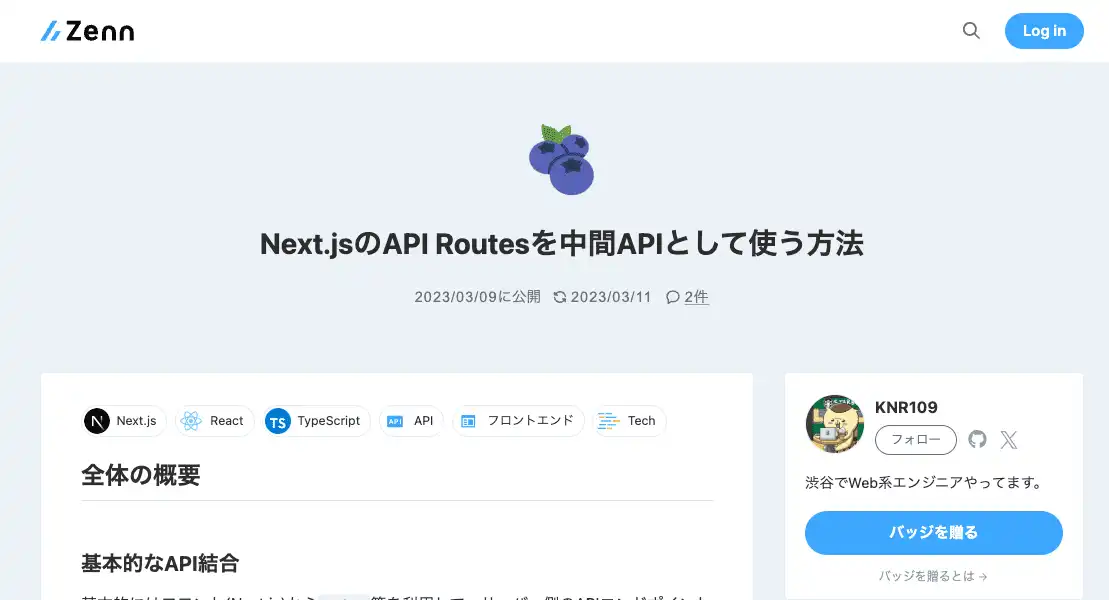 Zenn
Log in
Next.jsのAPI Routesを中間APIとして使う方法
2023/03/09に公開 2023/03/11 2件
Next.js React TypeScript API フロントエンド Tech
全体の概要
基本的なAPI結合
KNR109
フォロー
渋谷でWeb系エンジニアやってます。
バッジを贈る
バッジを贈るとは→